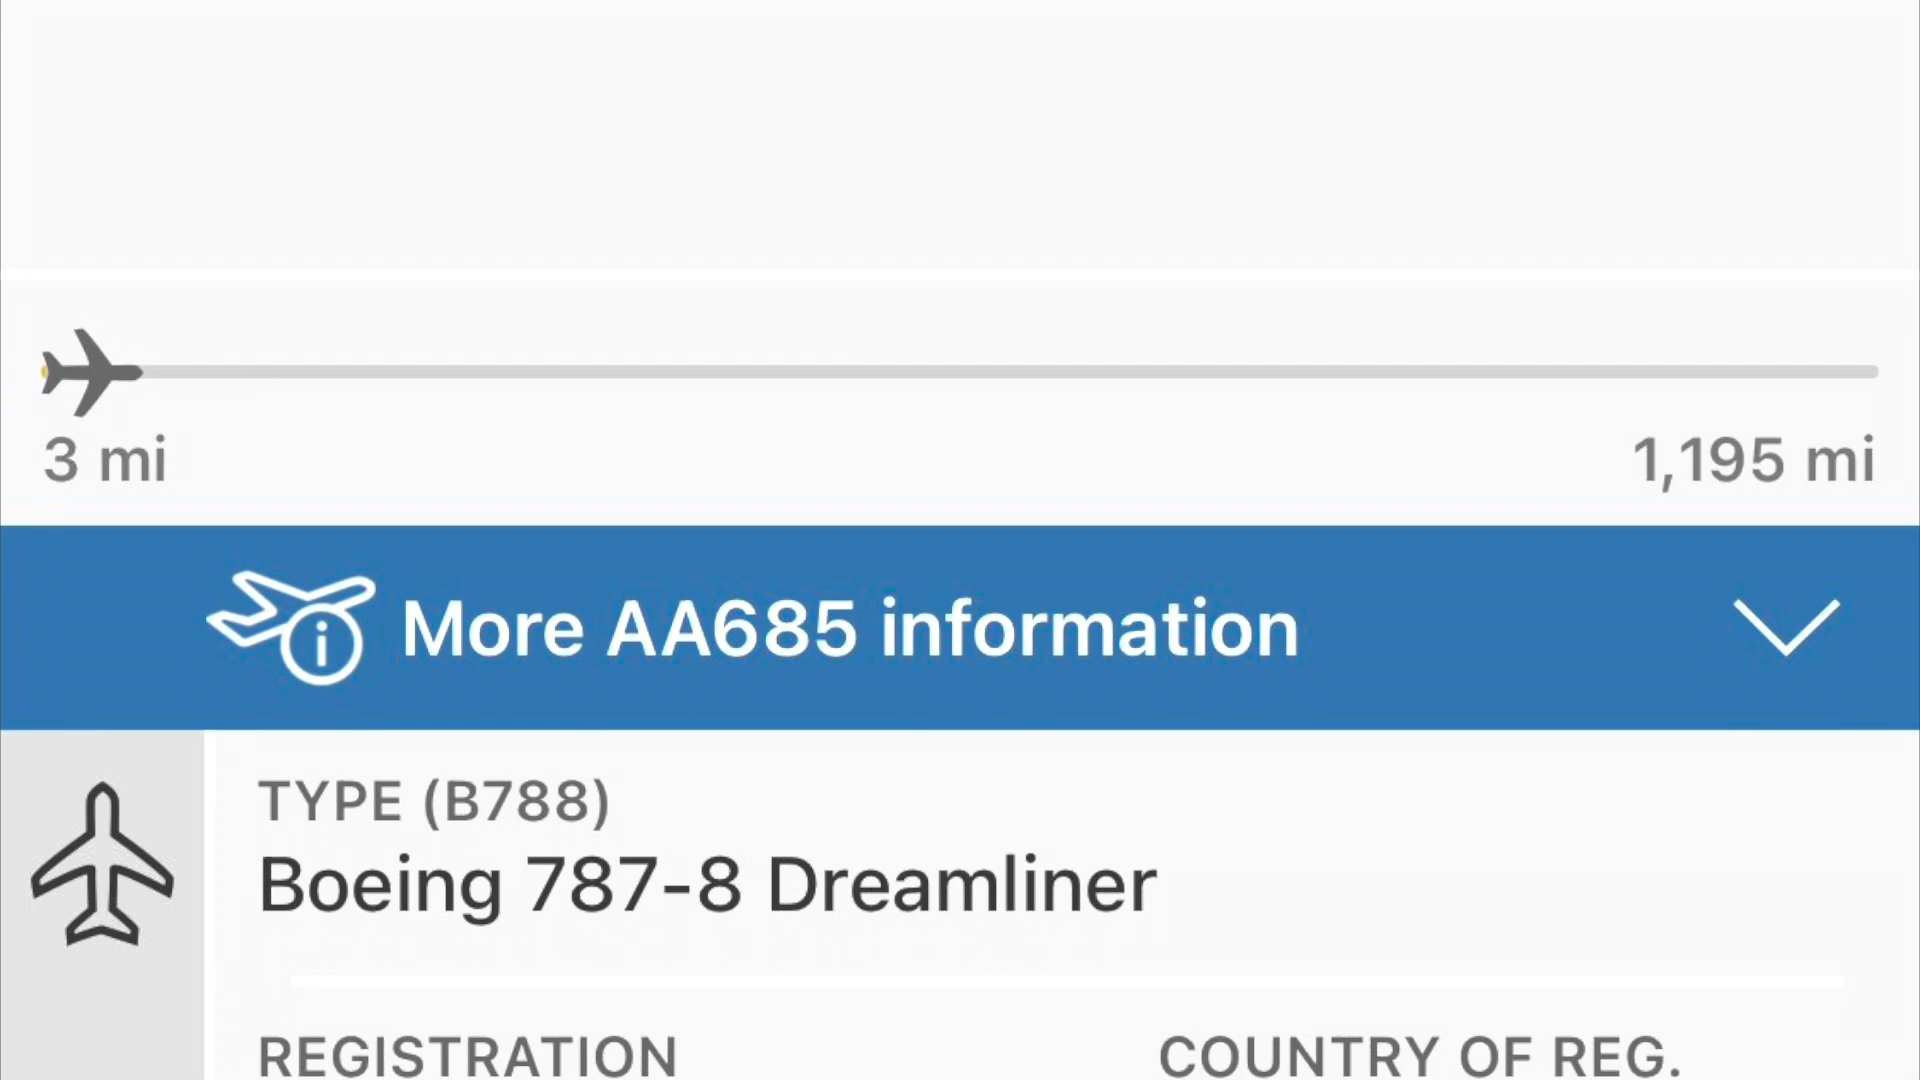 3 mi
1,195 mi
More AA685 information
TYPE (B788)
Boeing 787-8 Dreamliner
REGISTRATION
COUNTRY OF REG.